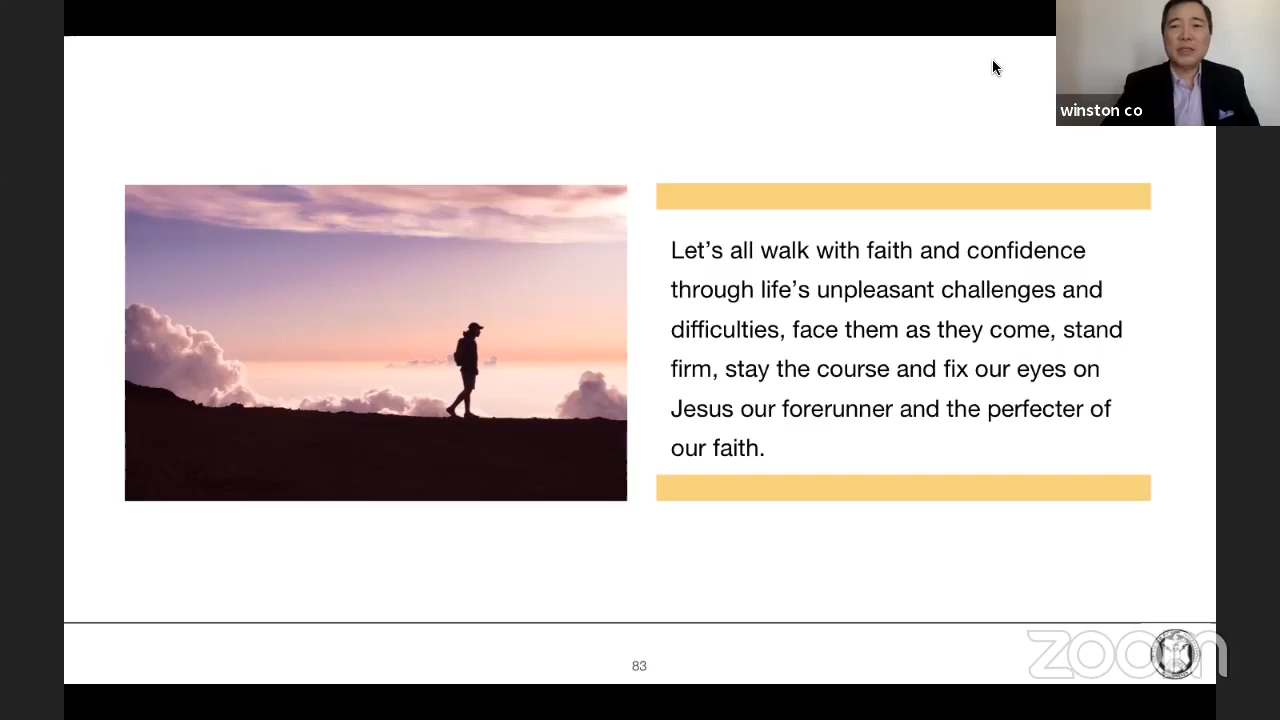 winston co
Let’s all walk with faith and confidence
through life’s unpleasant challenges and
difficulties, face them as they come, stand
firm, stay the course and fix our eyes on
Jesus our forerunner and the perfecter of
our faith.
83
zoom